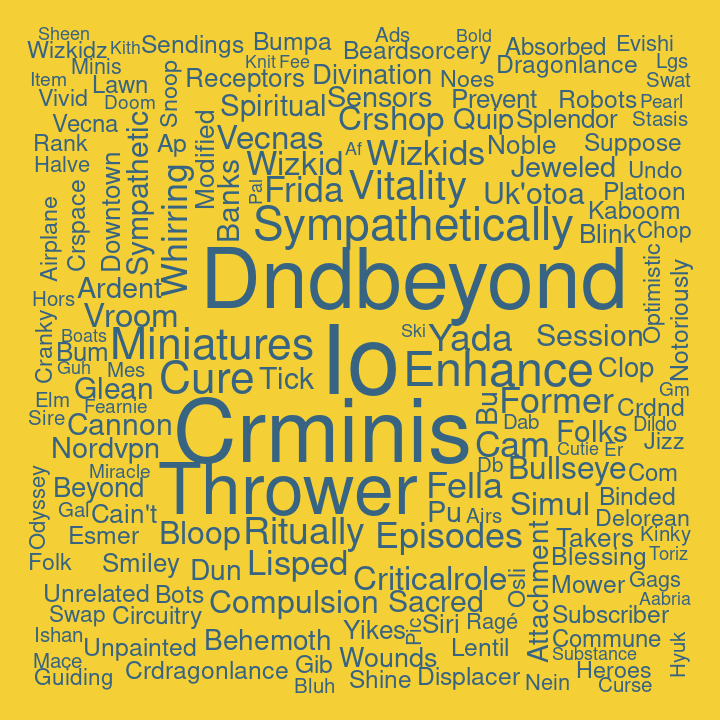 Sheen
Wizkidz
Kith
Sendings
Bumpa
Ads
Beardsorcery
Bold
Absorbed
Evishi
Item
Minis
Lawn
Snoop
Receptors
Knit
Fee
Divination
Noes
Dragonlance
Lgs
Swat
Vivid
Doom
Spiritual
Sensors
Prevent
Robots
Pearl
Vecna
Sympathetic
Ap
Modified
Vecnas
Crshop
Quip
Splendor
Stasis
Rank
Halve
Downtown
Whirring
Banks
Wizkid
Af
Wizkids
Noble
Suppose
Jeweled
Undo
Airplane
Crspace
Pal
Frida
Vitality
Uk'otoa
Platoon
Kaboom
Sympathetically
Blink
Chop
Ardent
Dndbeyond
Optimistic
Notoriously
Hors
Vroom
Cranky
Boats
Bum
Miniatures
Io
Ski
Yada
Session
Guh
Mes
Cure
Tick
Enhance
Clop
Gm
Elm
Glean
Fearnie
Crminis
Bu
Former
Crdnd
Sire
Cannon
Dab
Folks
Dildo
Nordvpn
Cam
Cutie
Er
Jizz
Odyssey
Miracle
Beyond
Thrower
Db
Bullseye
Com
Gal
Cain't
Fella
Simul
Binded
Esmer
Bloop
Ritually
Pu
Ajrs
Delorean
Episodes
Attachment
Takers
Kinky
Folk
Smiley
Dun
Lisped
Blessing
Toriz
Criticalrole
Osli
Mower
Gags
Unrelated
Bots
Compulsion
Sacred
Aabria
Swap
Circuitry
Siri
Ragé
Subscriber
Ishan
Unpainted
Behemoth
Yikes
Pic
Lentil
Commune
Hyuk
Maçe
Guiding
Crdragonlance
Gib
Wounds
Substance
Bluh
Shine
Displacer
Nein
Heroes
Curse